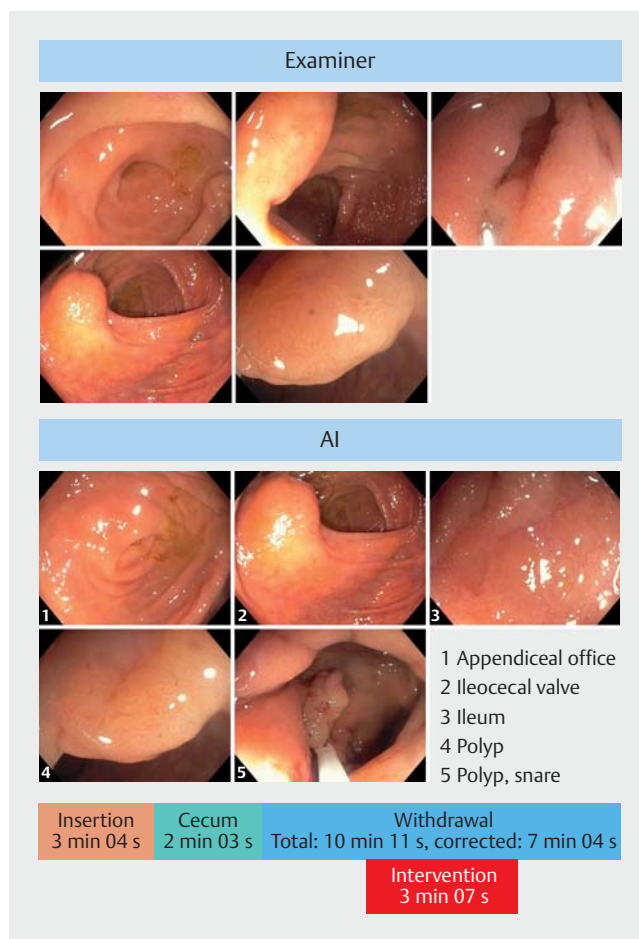 Examiner
AI
1
2
3
4
5
1 Appendiceal office
2 Ileocecal valve
3 Ileum
4 Polyp
5 Polyp, snare
Insertion
3 min 04 s
Cecum
2 min 03 s
Withdrawal
Total: 10 min 11 s, corrected: 7 min 04 s
Intervention
3 min 07 s